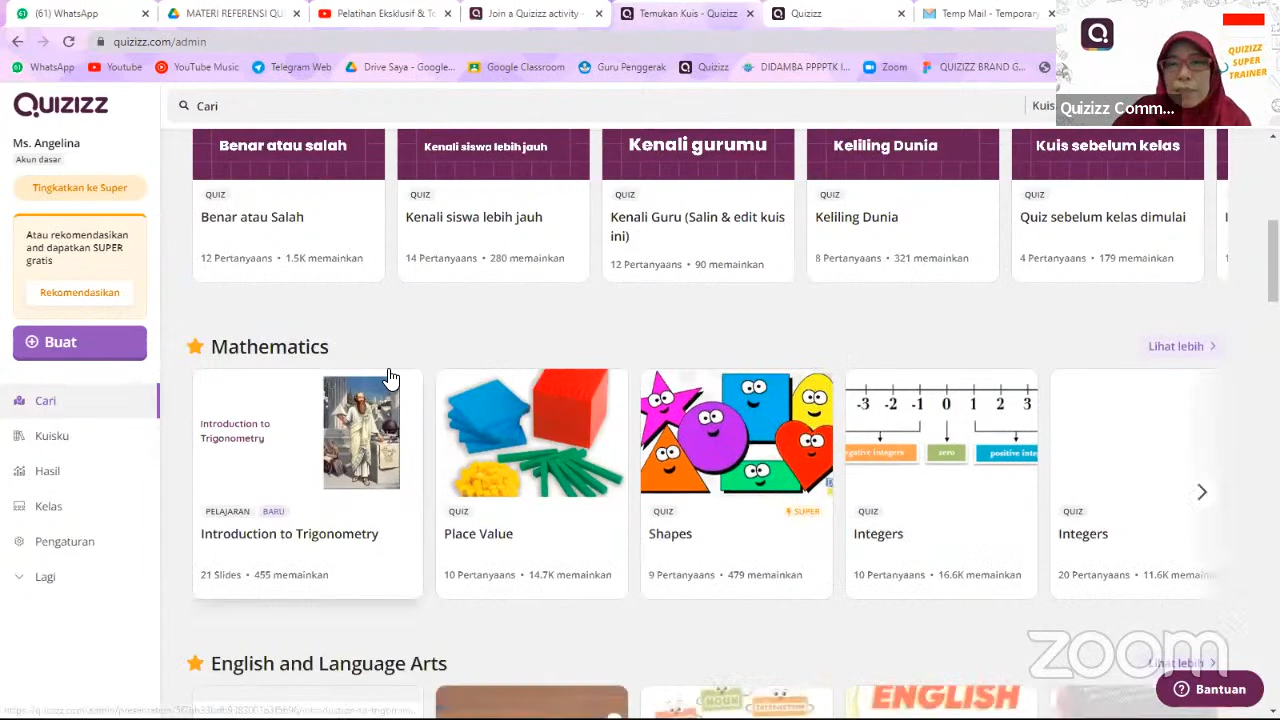 (61) WhatsApp
MATERI REFERENSI QU
Pelatihan Eksklusif & I
Join a Quizizz activity
Temukan Kuis - Quizizz
Quizizz
Tema Martemporary
quizizz.com/admin
WhatsApp
Youtube
YouTube Music
Telegram Web
Drive Saya - Google...
Guru Pengerak
Quizizz
DIDAMBA PPPPTK
Zoom
QUIZIZZ BRAND G...
QUIZIZZ
SUPER
TRAINER
Quizizz Comm...
QUIZIZZ
Cari
Kuis
Ms. Angelina
Akun dasar
Tingkatkan ke Super
Atau rekomendasikan
and dapatkan SUPER
gratis
Rekomendasikan
Buat
Cari
Kuisku
Hasil
Kelas
Pengaturan
Lagi
Benar atau salah
Kenali siswa lebih jauh
Kenali gurumu
Keliling Dunia
Kuis sebelum kelas
QUIZ
QUIZ
QUIZ
QUIZ
QUIZ
Benar atau Salah
Kenali siswa lebih jauh
Kenali Guru (Salin & edit kuis
ini)
Keliling Dunia
Quiz sebelum kelas dimulai
12 Pertanyaans • 1.5K memainkan
14 Pertanyaans • 280 memainkan
12 Pertanyaans • 90 memainkan
8 Pertanyaans • 321 memainkan
4 Pertanyaans • 179 memainkan
Mathematics
Lihat lebih
Introduction to
Trigonometry
-3 -2 -1 0 1 2 3
egative integers
zero
positive inte
PELAJARAN BARU
QUIZ
QUIZ
SUPER
QUIZ
QUIZ
Introduction to Trigonometry
Place Value
Shapes
Integers
Integers
21 Slides • 455 memainkan
10 Pertanyaans • 14.7K memainkan
9 Pertanyaans • 479 memainkan
10 Pertanyaans • 16.6K memainkan
20 Pertanyaans • 11.6K memainkan
English and Language Arts
Lihat lebih
NOUN
ENGLISH
zoom
Bantuan